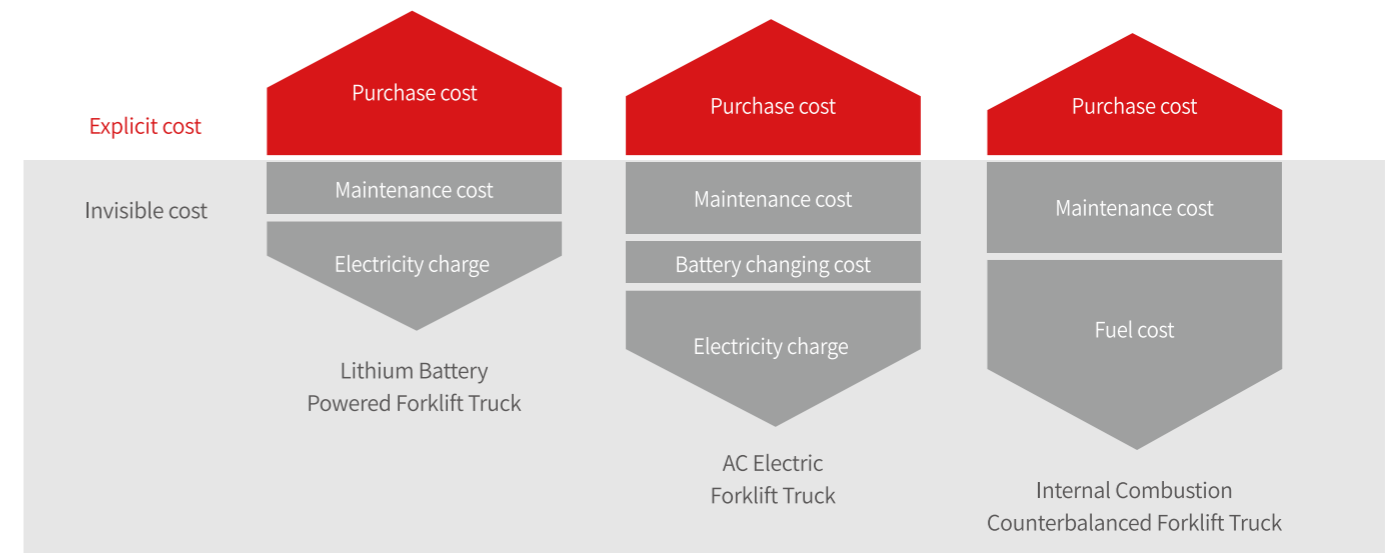 Explicit cost
Invisible cost
Purchase cost
Maintenance cost
Electricity charge
Lithium Battery
Powered Forklift Truck
Purchase cost
Maintenance cost
Battery changing cost
Electricity charge
AC Electric
Forklift Truck
Purchase cost
Maintenance cost
Fuel cost
Internal Combustion
Counterbalanced Forklift Truck